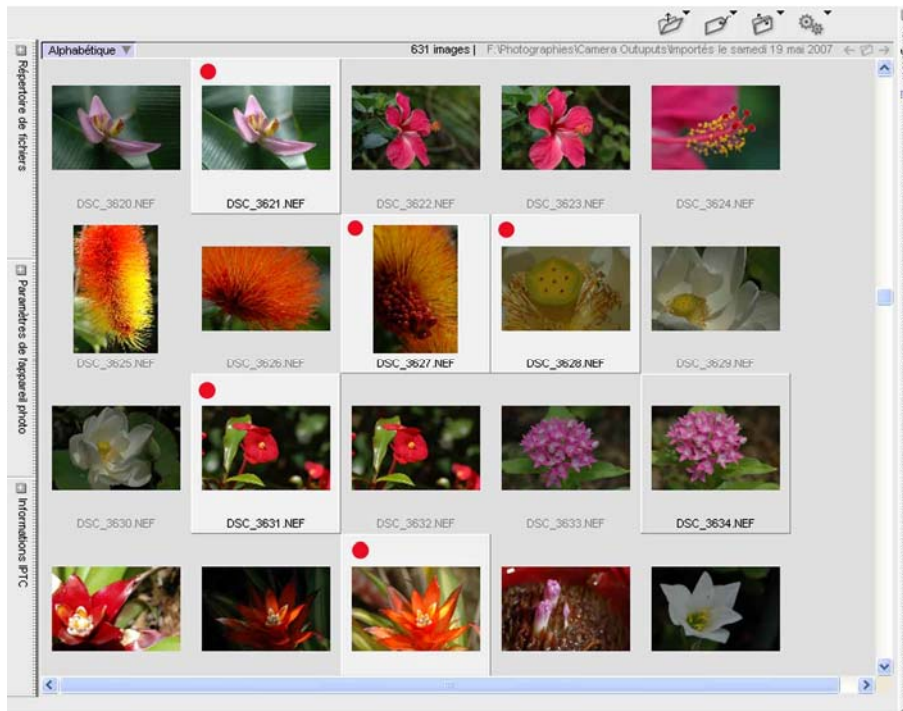 Alphabétique
631 images | F:\Photographies\Camera Outuputs\Importés le samedi 19 mai 2007
Répertoire de fichiers
Paramètres de l'appareil photo
Informations IPTC
DSC_3620.NEF
DSC_3621.NEF
DSC_3622.NEF
DSC_3623.NEF
DSC_3624.NEF
DSC_3625.NEF
DSC_3626.NEF
DSC_3627.NEF
DSC_3628.NEF
DSC_3629.NEF
DSC_3630.NEF
DSC_3631.NEF
DSC_3632.NEF
DSC_3633.NEF
DSC_3634.NEF